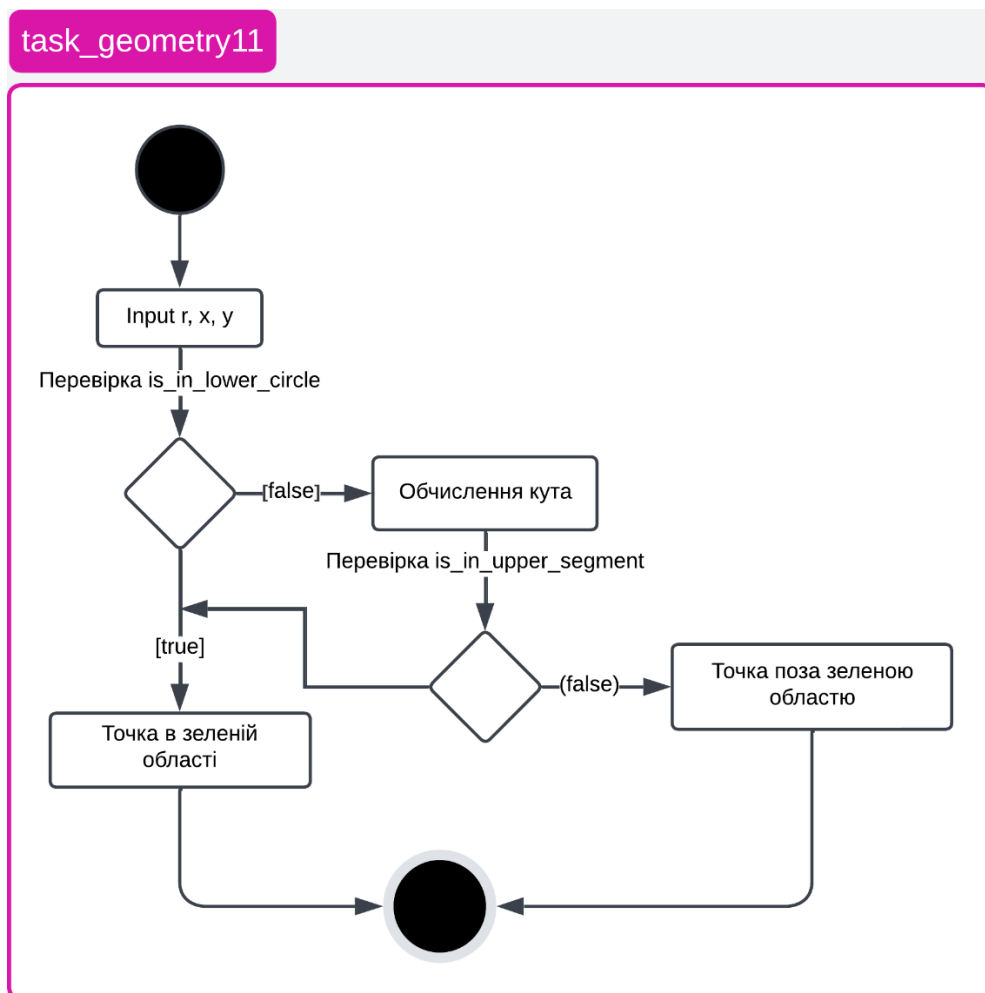 task_geometry11
Input r, x, y
Перевірка is_in_lower_circle
[false]
Обчислення кута
Перевірка is_in_upper_segment
[true]
(false)
Точка поза зеленою
областю
Точка в зеленій
області